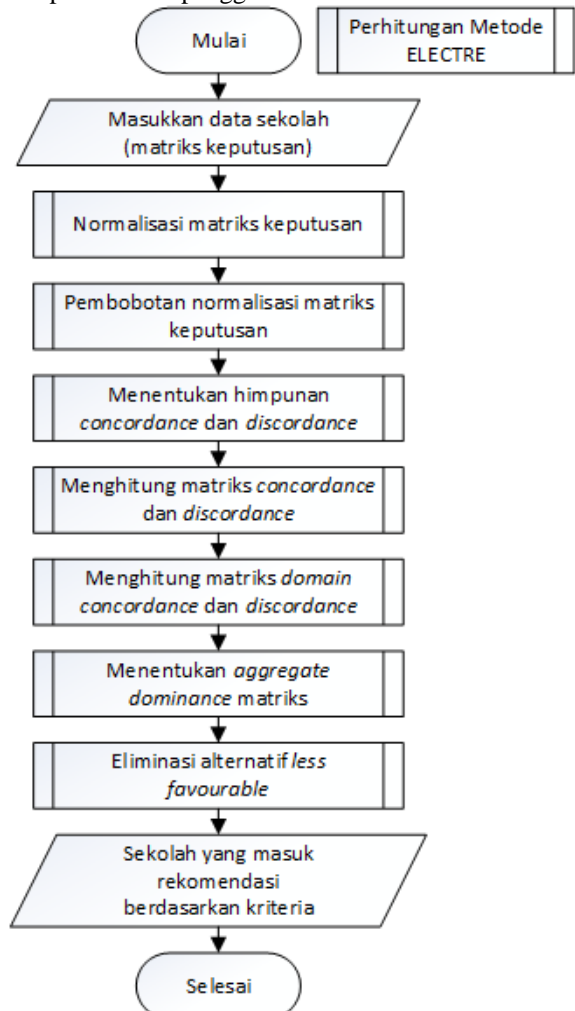 Mulai
Perhitungan Metode
ELECTRE
Masukkan data sekolah
(matriks keputusan)
Normalisasi matriks keputusan
Pembobotan normalisasi matriks
keputusan
Menentukan himpunan
concordance dan discordance
Menghitung matriks concordance
dan discordance
Menghitung matriks domain
concordance dan discordance
Menentukan aggregate
dominance matriks
Eliminasi alternatif less
favourable
Sekolah yang masuk
rekomendasi
berdasarkan kriteria
Selesai